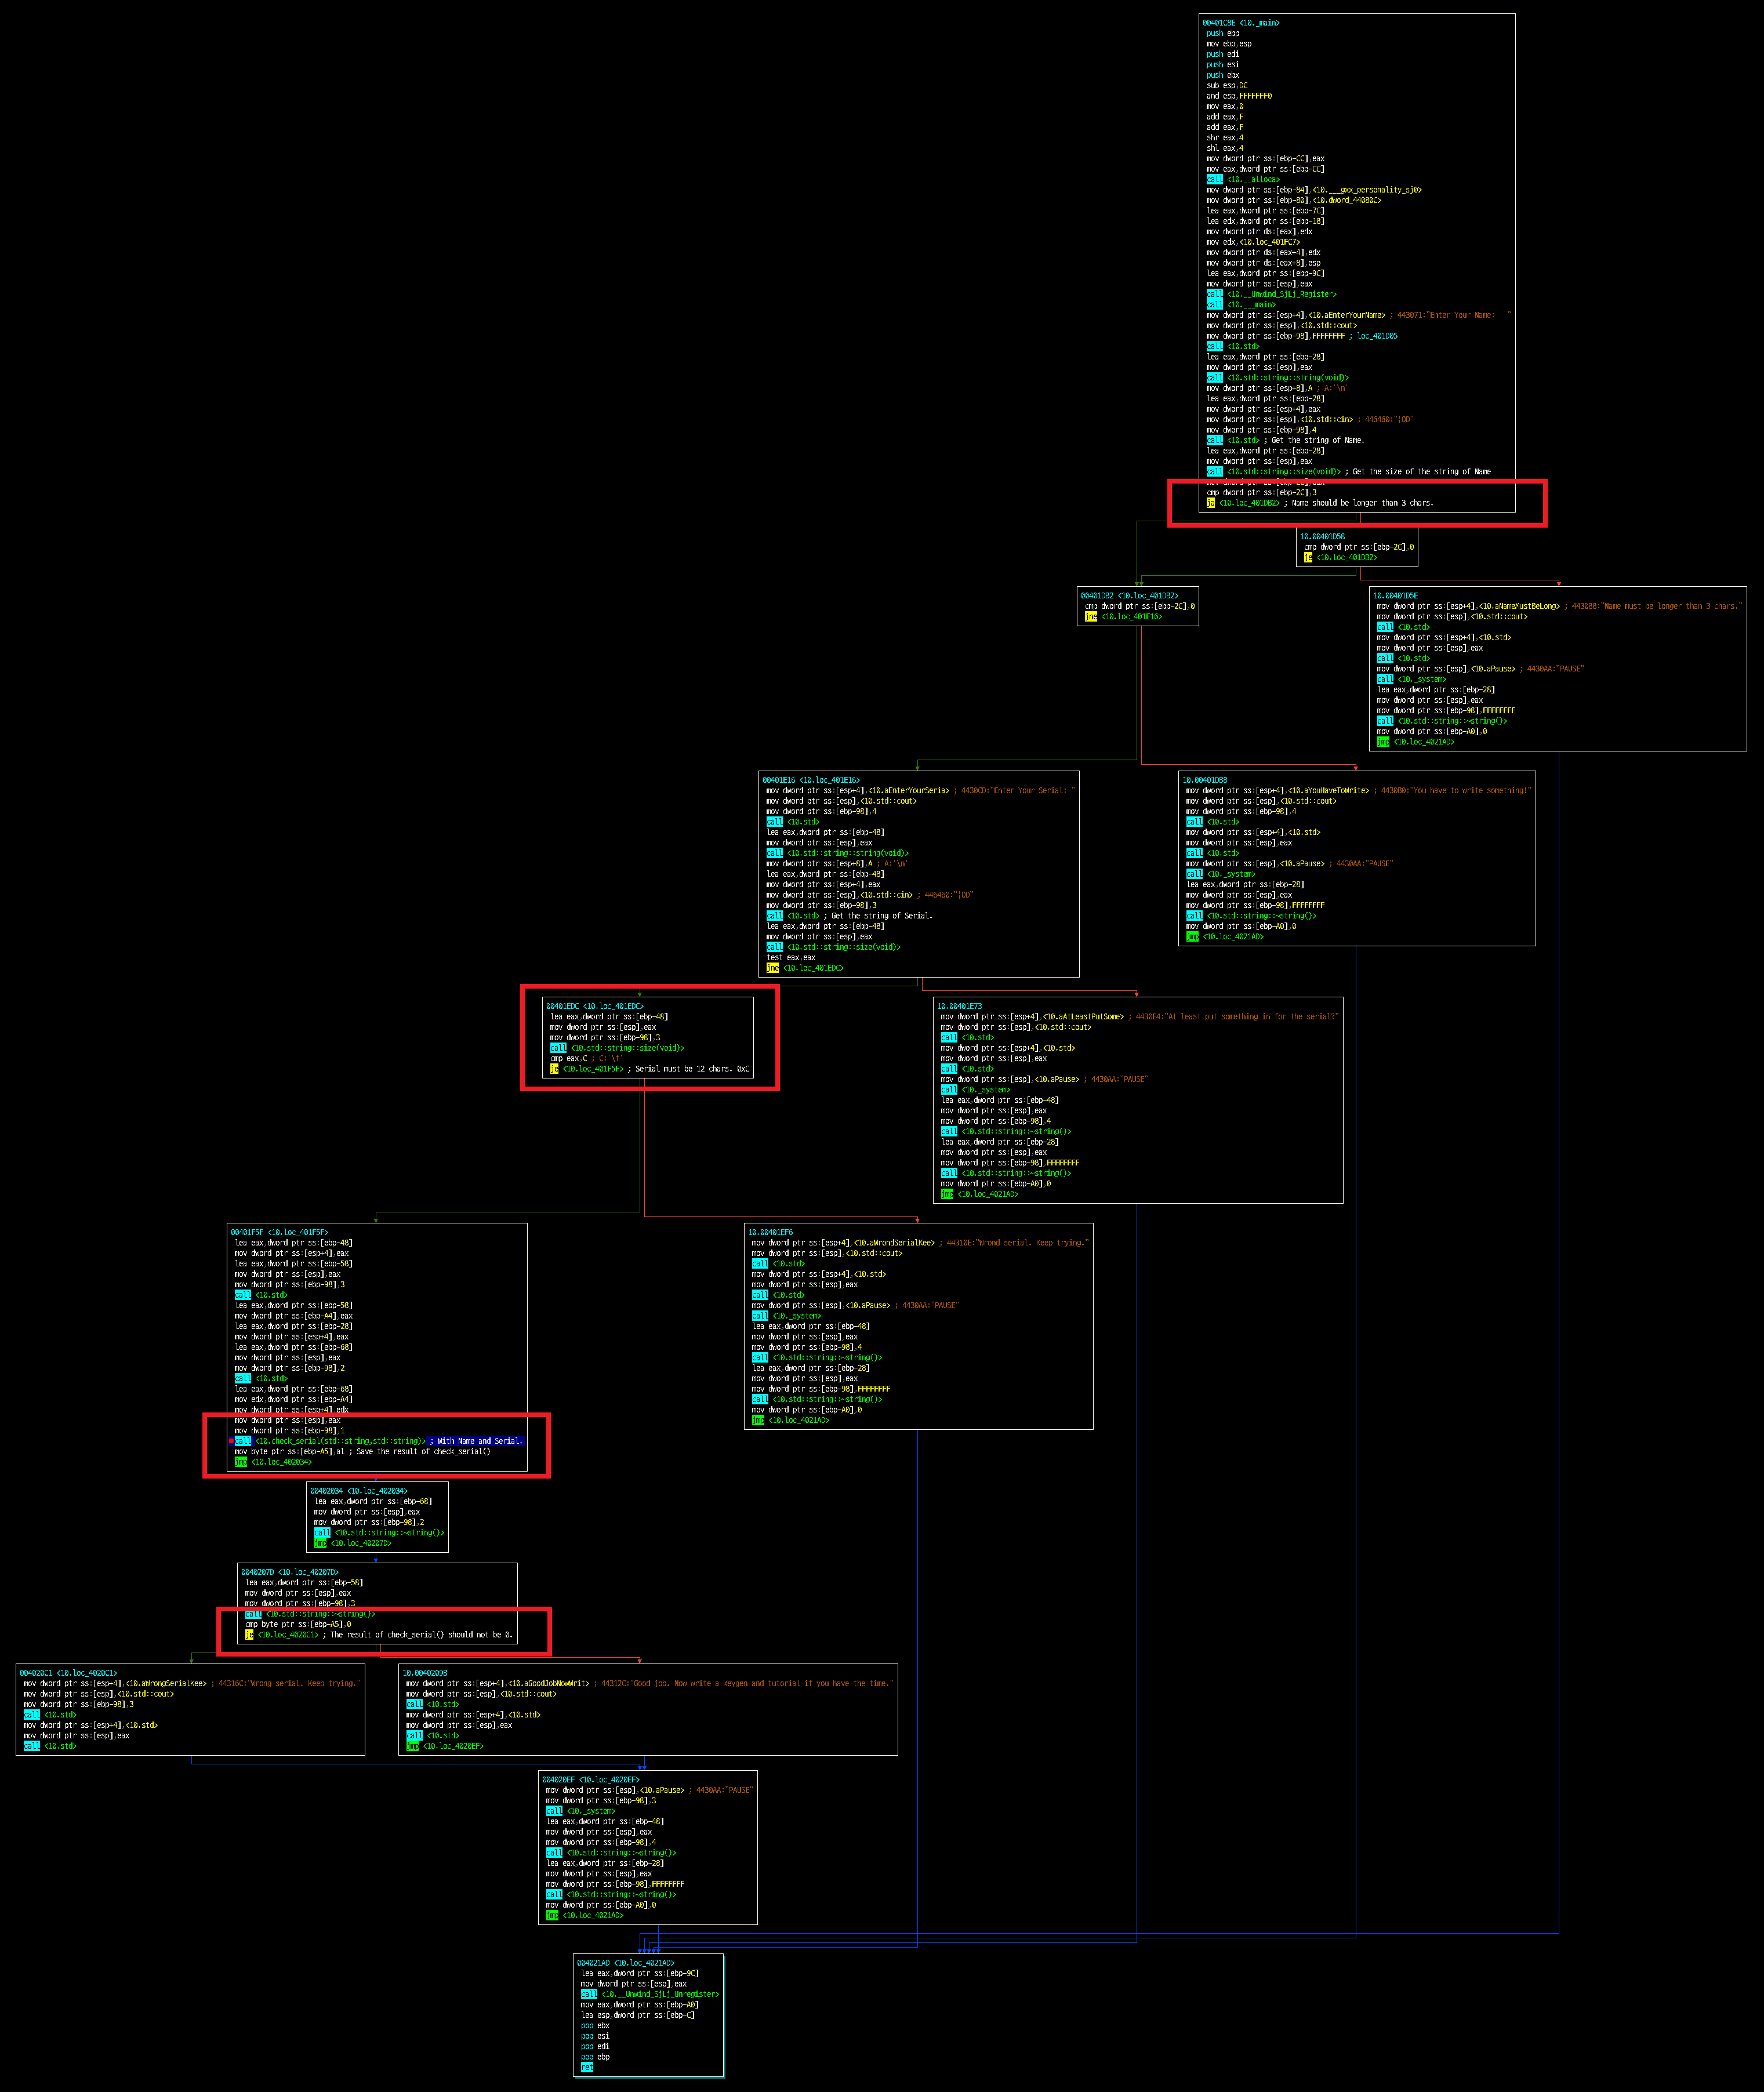 00401C8E <10._main>
push ebp
mov ebp,esp
push edi
push esi
push ebx
sub esp,DC
and esp,FFFFFFF0
mov eax,0
add eax,F
add eax,F
shr eax,4
shl eax,4
mov dword ptr ss:[ebp-CC],eax
mov eax,dword ptr ss:[ebp-CC]
call <10.__alloca>
mov dword ptr ss:[ebp-84],<10.___gxx_personality_sj0>
mov dword ptr ss:[ebp-80],<10.dword_44080C>
lea eax,dword ptr ss:[ebp-7C]
lea edx,dword ptr ss:[ebp-18]
mov dword ptr ds:[eax],edx
mov edx,<10.loc_401FC7>
mov dword ptr ds:[eax+4],edx
mov dword ptr ds:[eax+8],esp
lea eax,dword ptr ss:[ebp-9C]
mov dword ptr ss:[esp],eax
call <10.__Unwind_SjLj_Register>
call <10.___main>
mov dword ptr ss:[esp+4],<10.aEnterYourName> ; 443071:"Enter Your Name:   "
mov dword ptr ss:[esp],<10.std::cout>
mov dword ptr ss:[ebp-98],FFFFFFFF ; loc_401D05
call <10.std>
lea eax,dword ptr ss:[ebp-28]
mov dword ptr ss:[esp],eax
call <10.std::string::string(void)>
mov dword ptr ss:[esp+8],A ; A:'\n'
lea eax,dword ptr ss:[ebp-28]
mov dword ptr ss:[esp+4],eax
mov dword ptr ss:[esp],<10.std::cin> ; 446460:"¦DD"
mov dword ptr ss:[ebp-98],4
call <10.std> ; Get the string of Name.
lea eax,dword ptr ss:[ebp-28]
mov dword ptr ss:[esp],eax
call <10.std::string::size(void)> ; Get the size of the string of Name
cmp dword ptr ss:[ebp-2C],3
ja <10.loc_401DB2> ; Name should be longer than 3 chars.
10.00401D58
cmp dword ptr ss:[ebp-2C],0
je <10.loc_401DB2>
00401DB2 <10.loc_401DB2>
cmp dword ptr ss:[ebp-2C],0
jne <10.loc_401E16>
10.00401D5E
mov dword ptr ss:[esp+4],<10.aNameMustBeLong> ; 443088:"Name must be longer than 3 chars."
mov dword ptr ss:[esp],<10.std::cout>
call <10.std>
mov dword ptr ss:[esp+4],<10.std>
mov dword ptr ss:[esp],eax
call <10.std>
mov dword ptr ss:[esp],<10.aPause> ; 4430AA:"PAUSE"
call <10._system>
lea eax,dword ptr ss:[ebp-28]
mov dword ptr ss:[esp],eax
mov dword ptr ss:[ebp-98],FFFFFFFF
call <10.std::string::~string()>
mov dword ptr ss:[ebp-A0],0
jmp <10.loc_4021AD>
00401E16 <10.loc_401E16>
mov dword ptr ss:[esp+4],<10.aEnterYourSeria> ; 4430CD:"Enter Your Serial: "
mov dword ptr ss:[esp],<10.std::cout>
mov dword ptr ss:[ebp-98],4
call <10.std>
lea eax,dword ptr ss:[ebp-48]
mov dword ptr ss:[esp],eax
call <10.std::string::string(void)>
mov dword ptr ss:[esp+8],A ; A:'\n'
lea eax,dword ptr ss:[ebp-48]
mov dword ptr ss:[esp+4],eax
mov dword ptr ss:[esp],<10.std::cin> ; 446460:"¦DD"
mov dword ptr ss:[ebp-98],3
call <10.std> ; Get the string of Serial.
lea eax,dword ptr ss:[ebp-48]
mov dword ptr ss:[esp],eax
call <10.std::string::size(void)>
test eax,eax
jne <10.loc_401EDC>
10.00401DB8
mov dword ptr ss:[esp+4],<10.aYouHaveToWrite> ; 4430B0:"You have to write something!"
mov dword ptr ss:[esp],<10.std::cout>
mov dword ptr ss:[ebp-98],4
call <10.std>
mov dword ptr ss:[esp+4],<10.std>
mov dword ptr ss:[esp],eax
call <10.std>
mov dword ptr ss:[esp],<10.aPause> ; 4430AA:"PAUSE"
call <10._system>
lea eax,dword ptr ss:[ebp-28]
mov dword ptr ss:[esp],eax
mov dword ptr ss:[ebp-98],FFFFFFFF
call <10.std::string::~string()>
mov dword ptr ss:[ebp-A0],0
jmp <10.loc_4021AD>
00401EDC <10.loc_401EDC>
lea eax,dword ptr ss:[ebp-48]
mov dword ptr ss:[esp],eax
mov dword ptr ss:[ebp-98],3
call <10.std::string::size(void)>
cmp eax,C ; C:'\f'
je <10.loc_401F5F> ; Serial must be 12 chars. 0xC
10.00401E73
mov dword ptr ss:[esp+4],<10.aAtLeastPutSome> ; 4430E4:"At least put something in for the serial?"
mov dword ptr ss:[esp],<10.std::cout>
call <10.std>
mov dword ptr ss:[esp+4],<10.std>
mov dword ptr ss:[esp],eax
call <10.std>
mov dword ptr ss:[esp],<10.aPause> ; 4430AA:"PAUSE"
call <10._system>
lea eax,dword ptr ss:[ebp-48]
mov dword ptr ss:[esp],eax
mov dword ptr ss:[ebp-98],4
call <10.std::string::~string()>
lea eax,dword ptr ss:[ebp-28]
mov dword ptr ss:[esp],eax
mov dword ptr ss:[ebp-98],FFFFFFFF
call <10.std::string::~string()>
mov dword ptr ss:[ebp-A0],0
jmp <10.loc_4021AD>
00401F5F <10.loc_401F5F>
lea eax,dword ptr ss:[ebp-48]
mov dword ptr ss:[esp+4],eax
lea eax,dword ptr ss:[ebp-58]
mov dword ptr ss:[esp],eax
mov dword ptr ss:[ebp-98],3
call <10.std>
lea eax,dword ptr ss:[ebp-58]
mov dword ptr ss:[ebp-A4],eax
lea eax,dword ptr ss:[ebp-28]
mov dword ptr ss:[esp+4],eax
lea eax,dword ptr ss:[ebp-68]
mov dword ptr ss:[esp],eax
mov dword ptr ss:[ebp-98],2
call <10.std>
lea eax,dword ptr ss:[ebp-68]
mov edx,dword ptr ss:[ebp-A4]
mov dword ptr ss:[esp+4],edx
mov dword ptr ss:[esp],eax
mov dword ptr ss:[ebp-98],1
call <10.check_serial(std::string,std::string)> ; With Name and Serial.
mov byte ptr ss:[ebp-A5],al ; Save the result of check_serial()
jmp <10.loc_402034>
10.00401EF6
mov dword ptr ss:[esp+4],<10.aWrondSerialKee> ; 44310E:"Wrond serial. Keep trying."
mov dword ptr ss:[esp],<10.std::cout>
call <10.std>
mov dword ptr ss:[esp+4],<10.std>
mov dword ptr ss:[esp],eax
call <10.std>
mov dword ptr ss:[esp],<10.aPause> ; 4430AA:"PAUSE"
call <10._system>
lea eax,dword ptr ss:[ebp-48]
mov dword ptr ss:[esp],eax
mov dword ptr ss:[ebp-98],4
call <10.std::string::~string()>
lea eax,dword ptr ss:[ebp-28]
mov dword ptr ss:[esp],eax
mov dword ptr ss:[ebp-98],FFFFFFFF
call <10.std::string::~string()>
mov dword ptr ss:[ebp-A0],0
jmp <10.loc_4021AD>
00402034 <10.loc_402034>
lea eax,dword ptr ss:[ebp-68]
mov dword ptr ss:[esp],eax
mov dword ptr ss:[ebp-98],2
call <10.std::string::~string()>
jmp <10.loc_40207D>
0040207D <10.loc_40207D>
lea eax,dword ptr ss:[ebp-58]
mov dword ptr ss:[esp],eax
mov dword ptr ss:[ebp-98],3
call <10.std::string::~string()>
cmp byte ptr ss:[ebp-A5],0
je <10.loc_4020C1> ; The result of check_serial() should not be 0.
004020C1 <10.loc_4020C1>
mov dword ptr ss:[esp+4],<10.aWrongSerialKee> ; 44316C:"Wrong serial. Keep trying."
mov dword ptr ss:[esp],<10.std::cout>
mov dword ptr ss:[ebp-98],3
call <10.std>
mov dword ptr ss:[esp+4],<10.std>
mov dword ptr ss:[esp],eax
call <10.std>
10.00402098
mov dword ptr ss:[esp+4],<10.aGoodJobNowWrit> ; 44312C:"Good job. Now write a keygen and tutorial if you have the time."
mov dword ptr ss:[esp],<10.std::cout>
call <10.std>
mov dword ptr ss:[esp+4],<10.std>
mov dword ptr ss:[esp],eax
call <10.std>
jmp <10.loc_4020EF>
004020EF <10.loc_4020EF>
mov dword ptr ss:[esp],<10.aPause> ; 4430AA:"PAUSE"
mov dword ptr ss:[ebp-98],3
call <10._system>
lea eax,dword ptr ss:[ebp-48]
mov dword ptr ss:[esp],eax
mov dword ptr ss:[ebp-98],4
call <10.std::string::~string()>
lea eax,dword ptr ss:[ebp-28]
mov dword ptr ss:[esp],eax
mov dword ptr ss:[ebp-98],FFFFFFFF
call <10.std::string::~string()>
mov dword ptr ss:[ebp-A0],0
jmp <10.loc_4021AD>
004021AD <10.loc_4021AD>
lea eax,dword ptr ss:[ebp-9C]
mov dword ptr ss:[esp],eax
call <10.__Unwind_SjLj_Unregister>
mov eax,dword ptr ss:[ebp-A0]
lea esp,dword ptr ss:[ebp-C]
pop ebx
pop esi
pop edi
pop ebp
ret